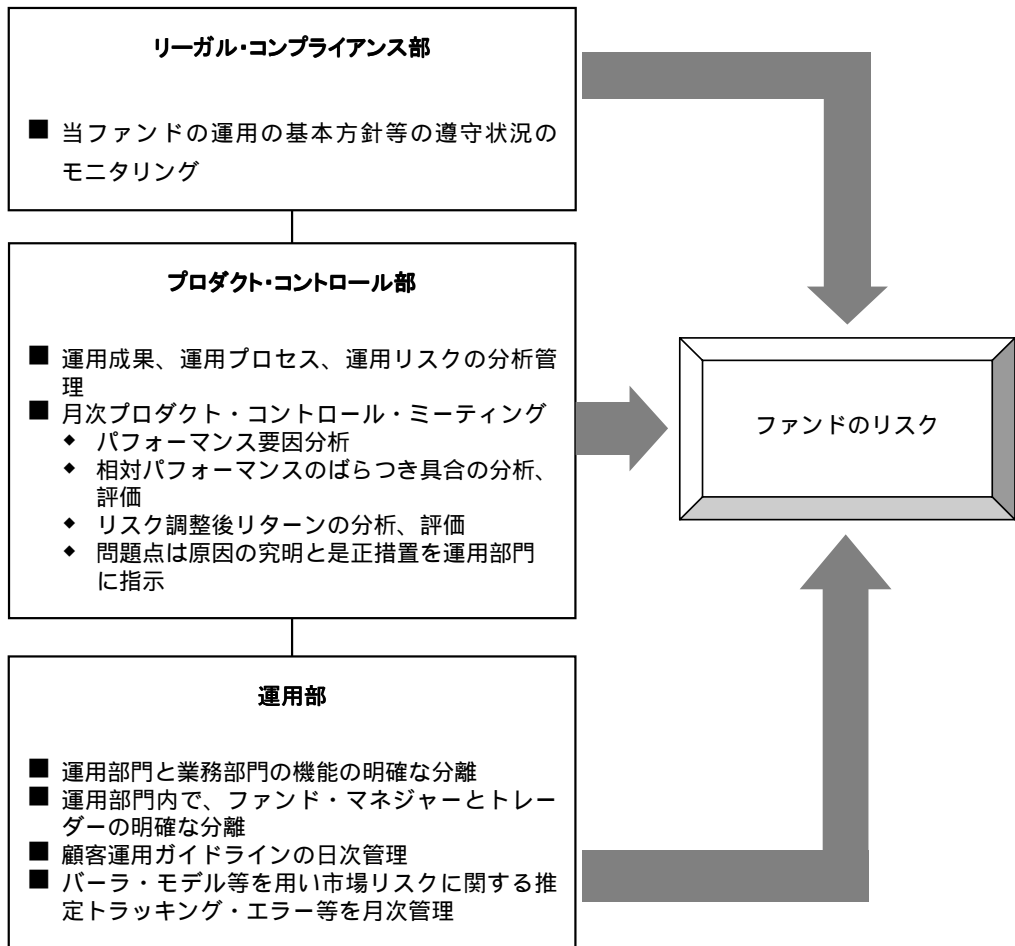 リーガル・コンプライアンス部
■ 当ファンドの運用の基本方針等の遵守状況の
モニタリング
プロダクト・コントロール部
■ 運用成果、運用プロセス、運用リスクの分析管
理
■ 月次プロダクト・コントロール・ミーティング
◆ パフォーマンス要因分析
◆ 相対パフォーマンスのばらつき具合の分析、
評価
◆ リスク調整後リターンの分析、評価
◆ 問題点は原因の究明と是正措置を運用部門
に指示
ファンドのリスク
運用部
■ 運用部門と業務部門の機能の明確な分離
■ 運用部門内で、ファンド・マネジャーとトレー
ダーの明確な分離
■ 顧客運用ガイドラインの日次管理
■ バーラ・モデル等を用い市場リスクに関する推
定トラッキング・エラー等を月次管理